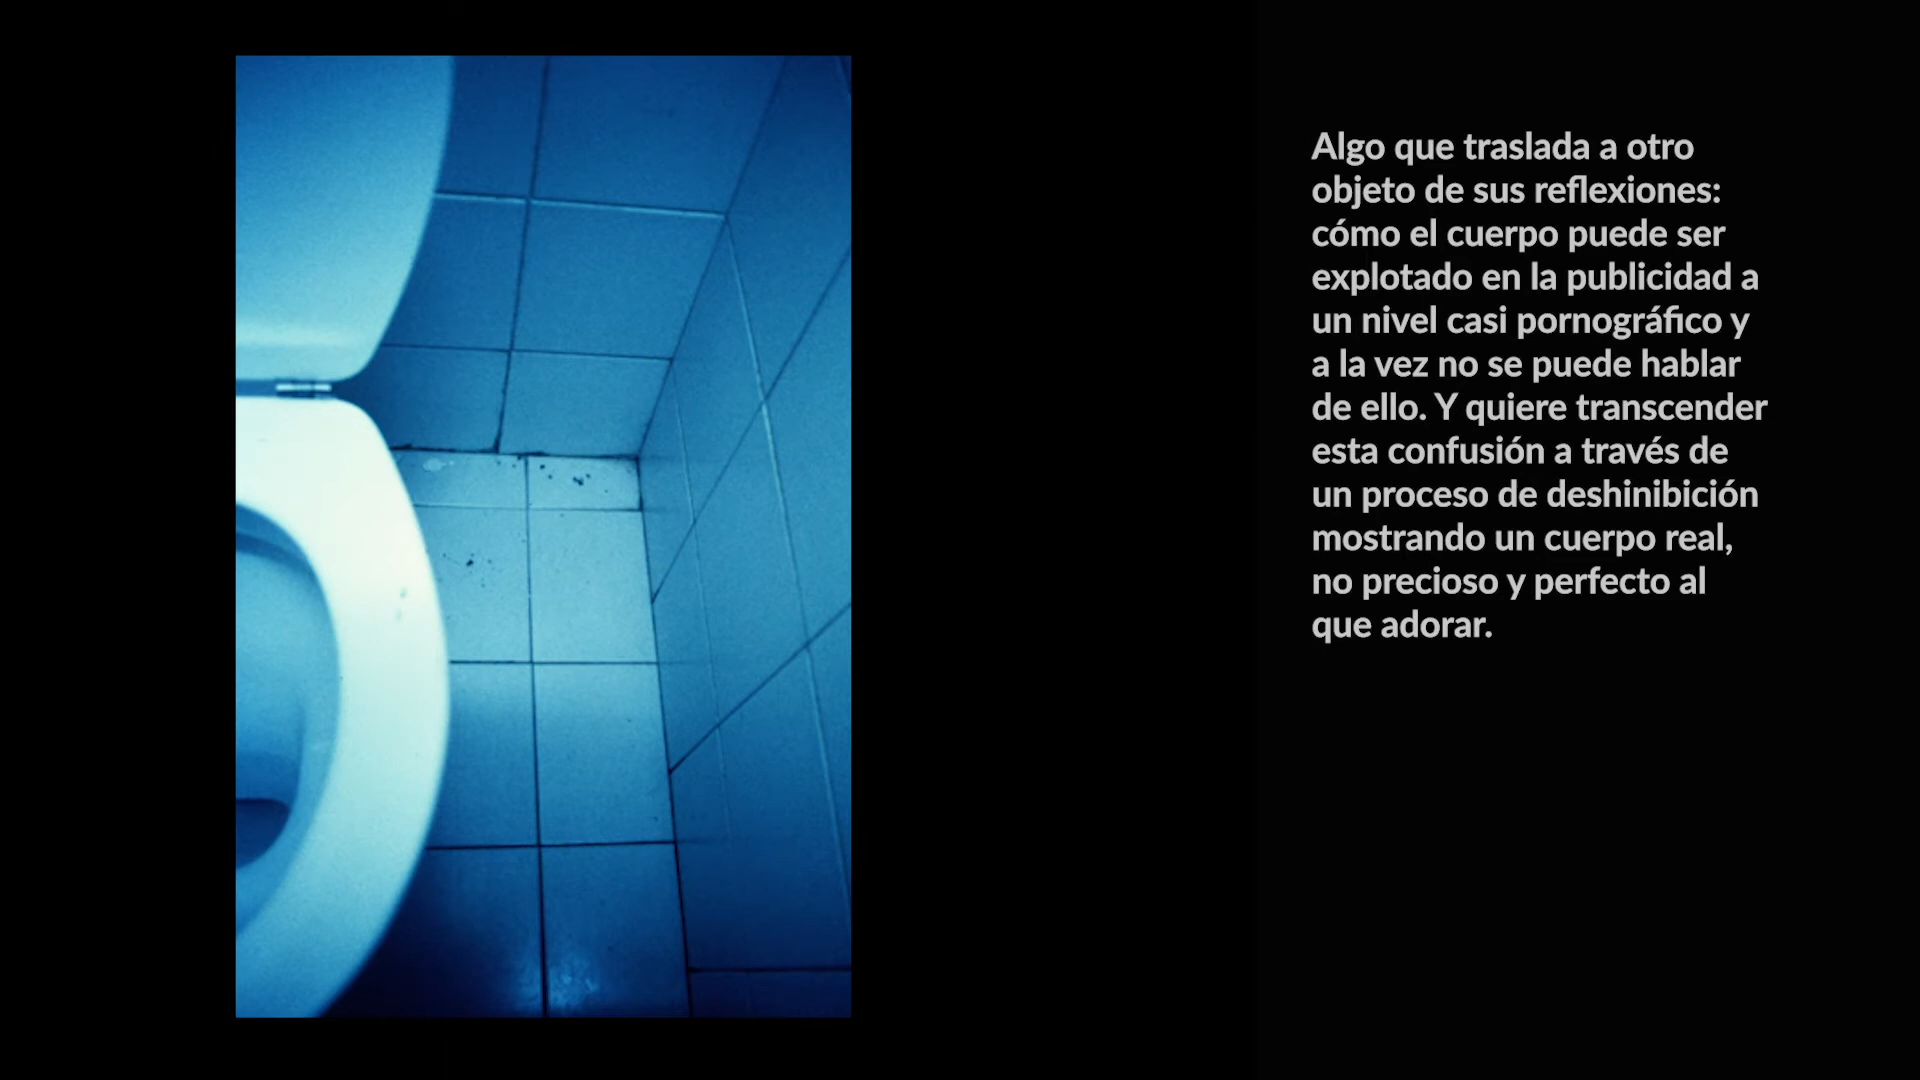 Algo que traslada a otro
objeto de sus reflexiones:
cómo el cuerpo puede ser
explotado en la publicidad a
un nivel casi pornográfico y
a la vez no se puede hablar
de ello. Y quiere transcender
esta confusión a través de
un proceso de deshinibición
mostrando un cuerpo real,
no precioso y perfecto al
que adorar.